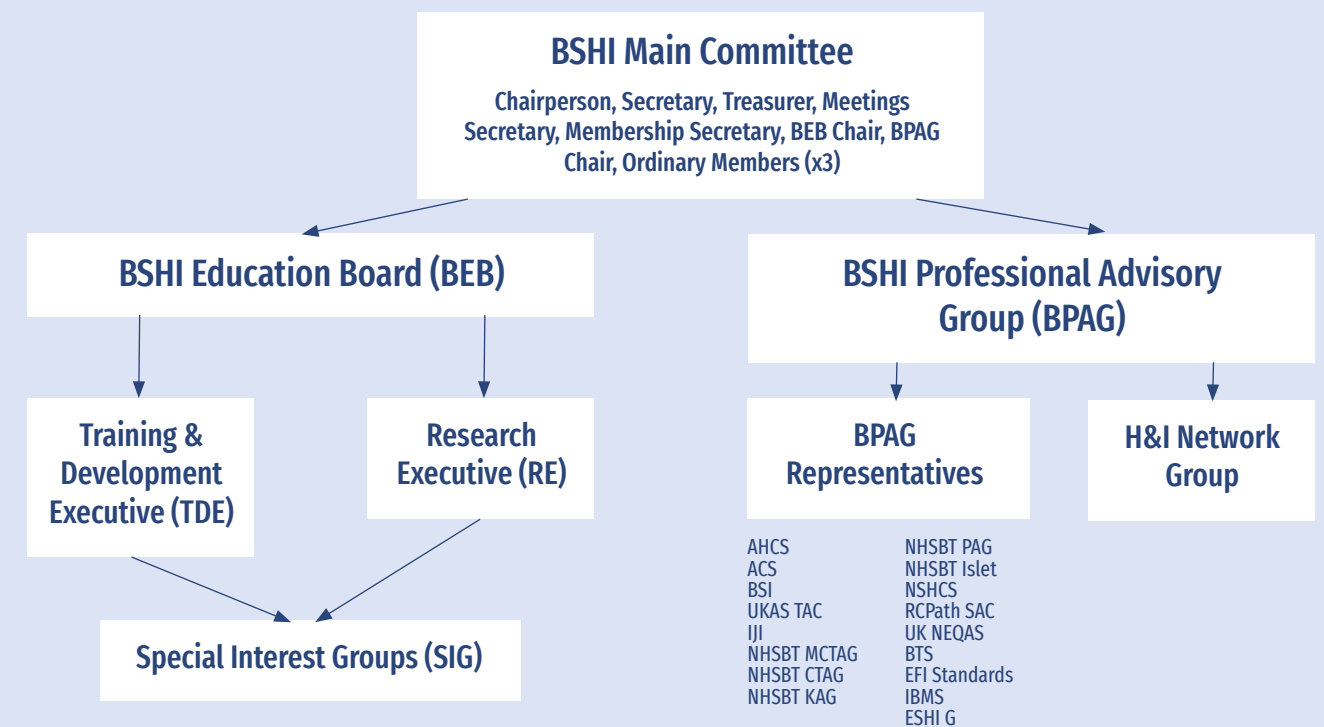 BSHI Main Committee
Chairperson, Secretary, Treasurer, Meetings
Secretary, Membership Secretary, BEB Chair, BPAG
Chair, Ordinary Members (x3)
BSHI Education Board (BEB)
BSHI Professional Advisory
Group (BPAG)
Training &
Development
Executive (TDE)
Research
Executive (RE)
BPAG
Representatives
H&I Network
Group
Special Interest Groups (SIG)
AHCS
ACS
BSI
UKAS TAC
IJI
NHSBT MCTAG
NHSBT CTAG
NHSBT KAG
NHSBT PAG
NHSBT Islet
NSHCS
RCPath SAC
UK NEQAS
BTS
EFI Standards
IBMS
ESHI G